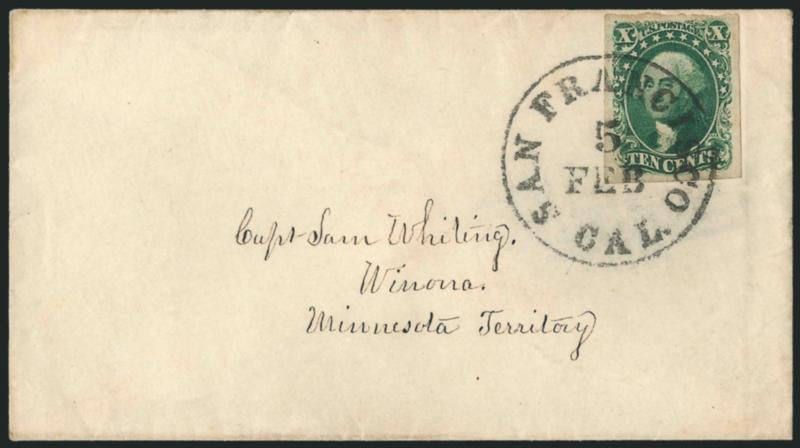 X U.S. POSTAGE X
TEN CENTS
SAN FRANCISCO
5
FEB
CAL.
Capt Sam Whiting.
Winona.
Minnesota Territory